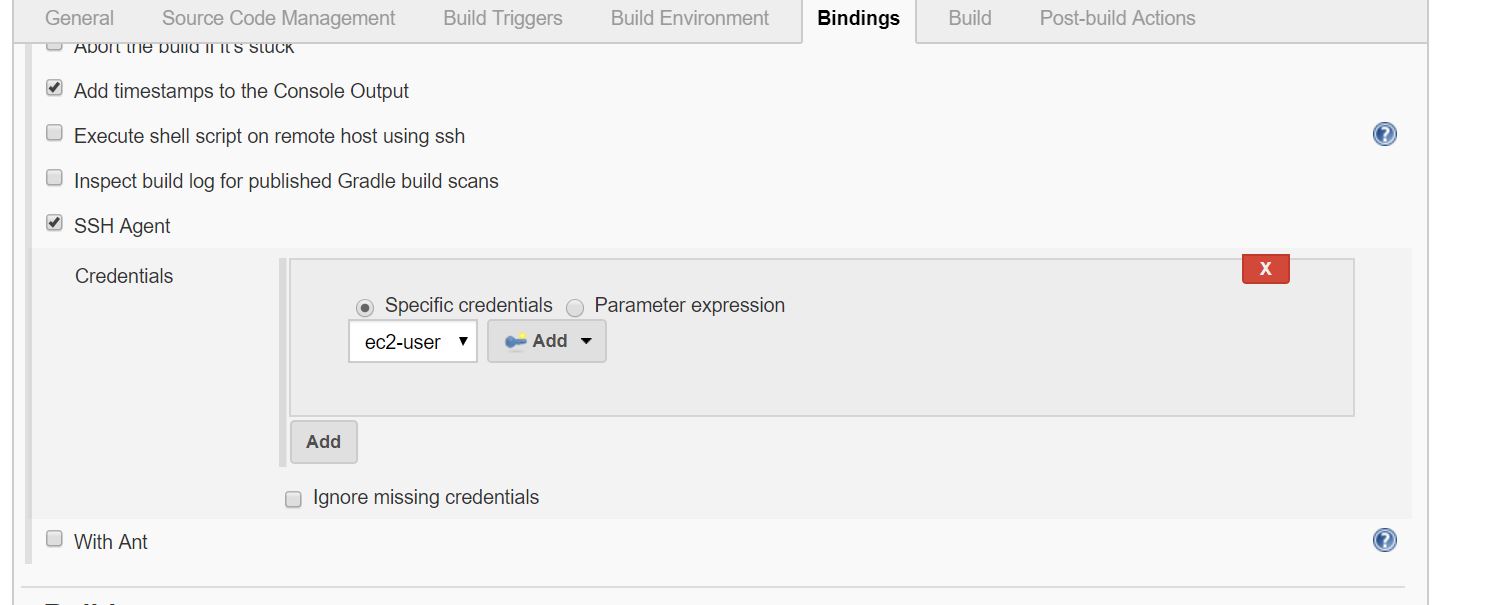 General Source Code Management Build Triggers Build Environment Bindings Build Post-build Actions
Abort the build if it's stuck
Add timestamps to the Console Output
Execute shell script on remote host using ssh
?
Inspect build log for published Gradle build scans
SSH Agent
Credentials
X
Specific credentials Parameter expression
ec2-user Add
Add
Ignore missing credentials
With Ant
?